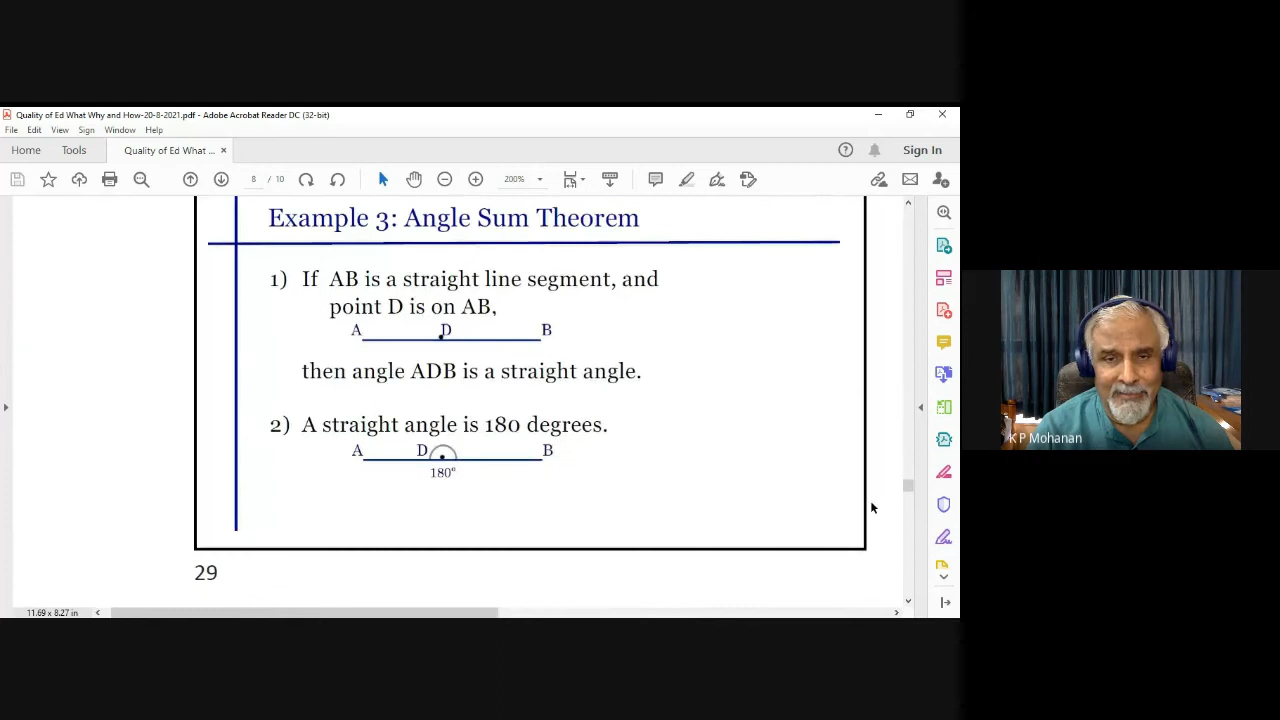 Quality of Ed What Why and How-20-8-2021.pdf - Adobe Acrobat Reader DC (32-bit)
File Edit View Sign Window Help
Home Tools Quality of Ed What ... × Sign In
8 / 10 200%
Example 3: Angle Sum Theorem
1) If AB is a straight line segment, and
point D is on AB,
A D B
then angle ADB is a straight angle.
2) A straight angle is 180 degrees.
A D B
180°
29
11.69 x 8.27 in
K P Mohanan